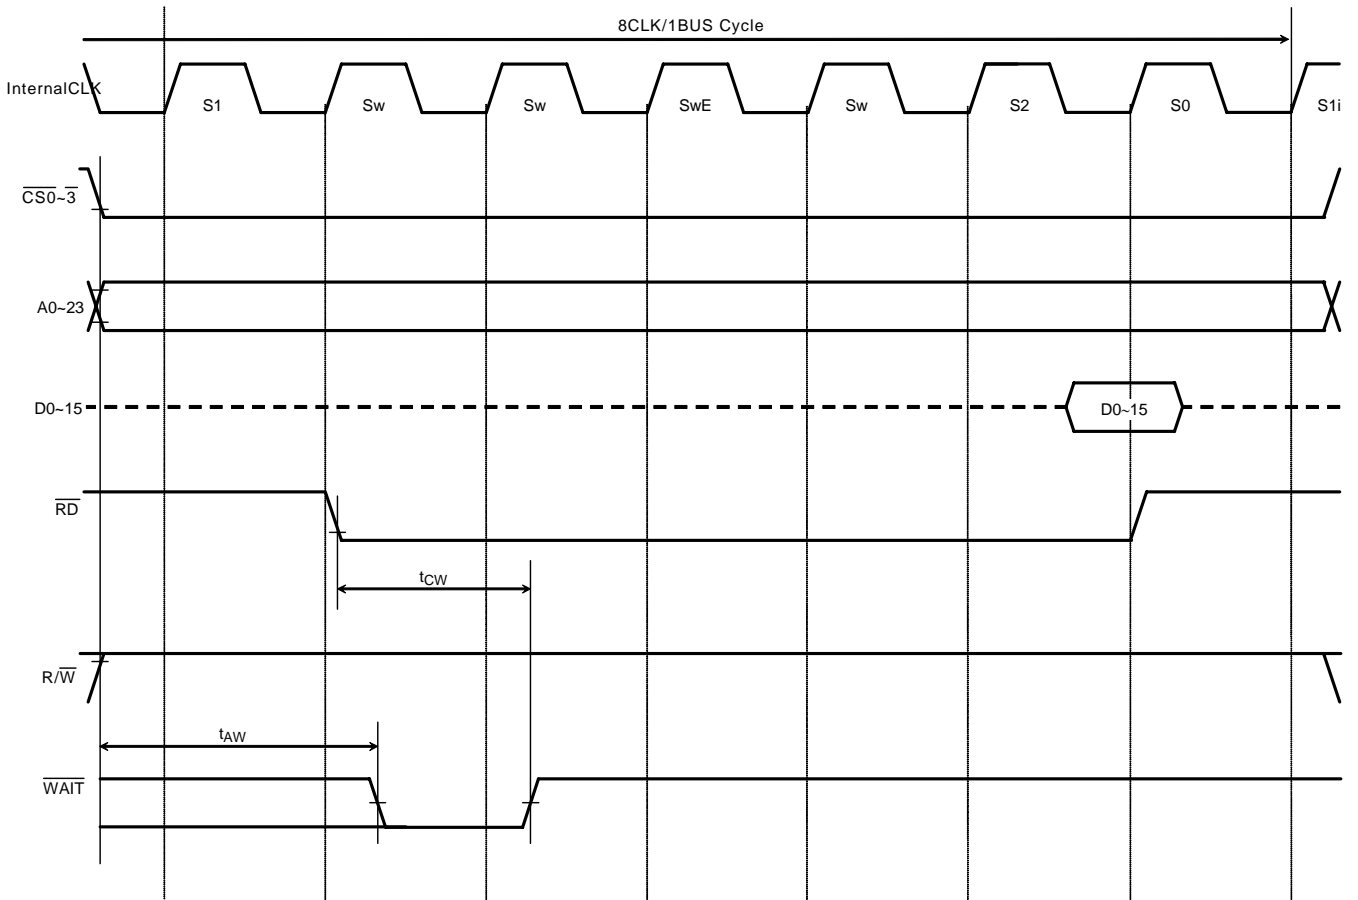 8CLK/1BUS Cycle
InternalCLK
S1 Sw Sw SwE Sw S2 S0 S1i
CS0~3
A0~23
D0~15 D0~15
RD
tCW
R/W
tAW
WAIT